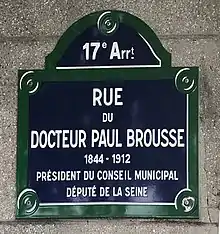 17e Arrt
RUE
DU
DOCTEUR PAUL BROUSSE
1844 - 1912
PRÉSIDENT DU CONSEIL MUNICIPAL
DÉPUTÉ DE LA SEINE